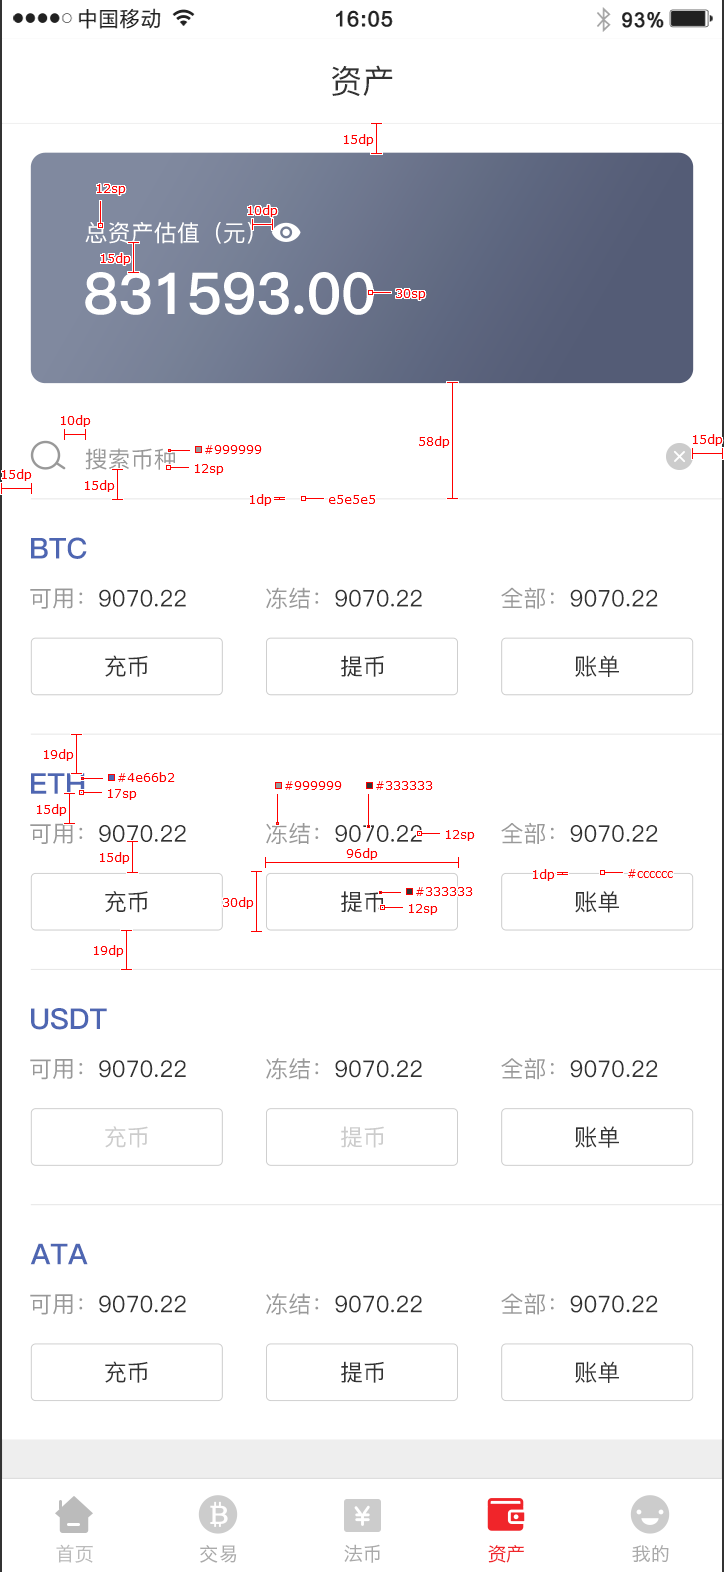 中国移动 16:05 93%
资产
15dp
12sp
10dp
总资产估值（元）
15dp
831593.00 30sp
10dp
58dp
15dp
搜索币种 #999999
12sp
15dp
15dp
1dp e5e5e5
BTC
可用：9070.22 冻结：9070.22 全部：9070.22
充币 提币 账单
19dp
ETH #4e66b2
17sp
#999999 #333333
15dp
可用：9070.22 冻结：9070.22 12sp 全部：9070.22
15dp 96dp
1dp #cccccc
充币 30dp 提币 #333333 账单
12sp
19dp
USDT
可用：9070.22 冻结：9070.22 全部：9070.22
充币 提币 账单
ATA
可用：9070.22 冻结：9070.22 全部：9070.22
充币 提币 账单
首页 交易 法币 资产 我的